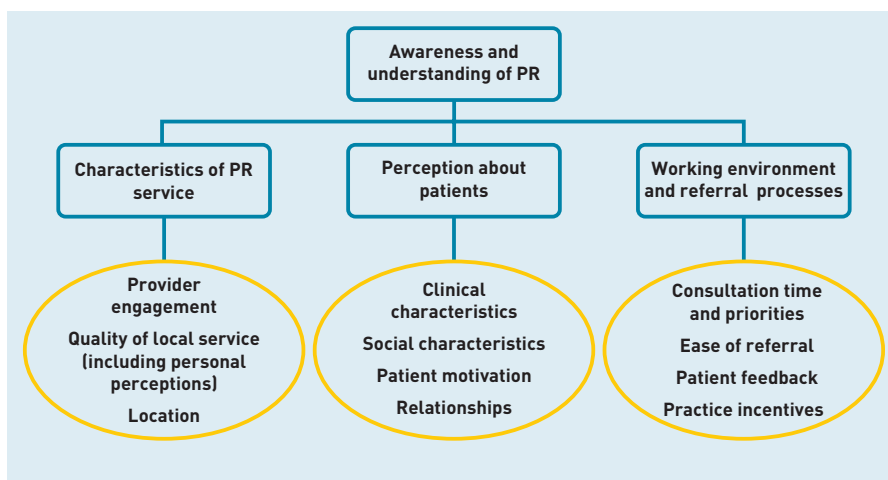 Awareness and
understanding of PR
Characteristics of PR
service
Perception about
patients
Working environment
and referral processes
Provider
engagement
Quality of local service
(including personal
perceptions)
Location
Clinical
characteristics
Social characteristics
Patient motivation
Relationships
Consultation time
and priorities
Ease of referral
Patient feedback
Practice incentives